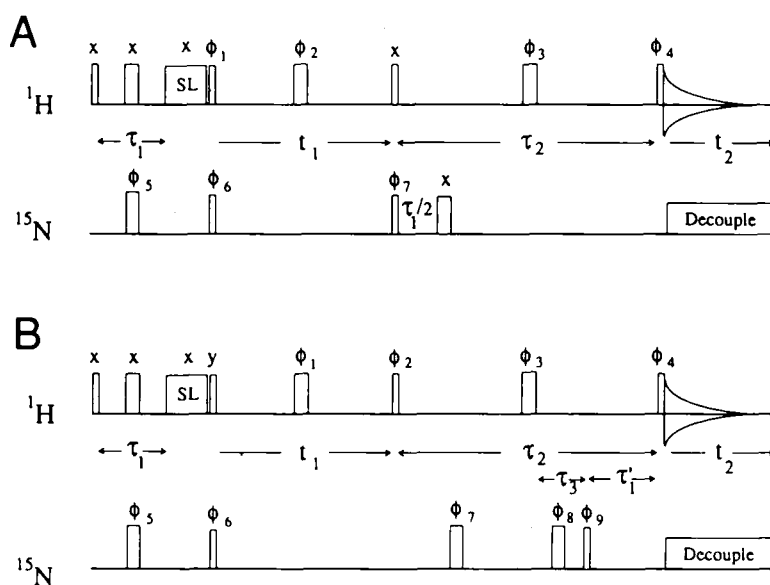 A
x x x ϕ1 ϕ2 x ϕ3 ϕ4
SL
1H
τ1 t1 τ2 t2
ϕ5 ϕ6 ϕ7 x
τ1/2
15N
Decouple
B
x x x y ϕ1 ϕ2 ϕ3 ϕ4
SL
1H
τ1 t1 τ2 t2
τ3 τ1'
ϕ5 ϕ6 ϕ7 ϕ8 ϕ9
15N
Decouple